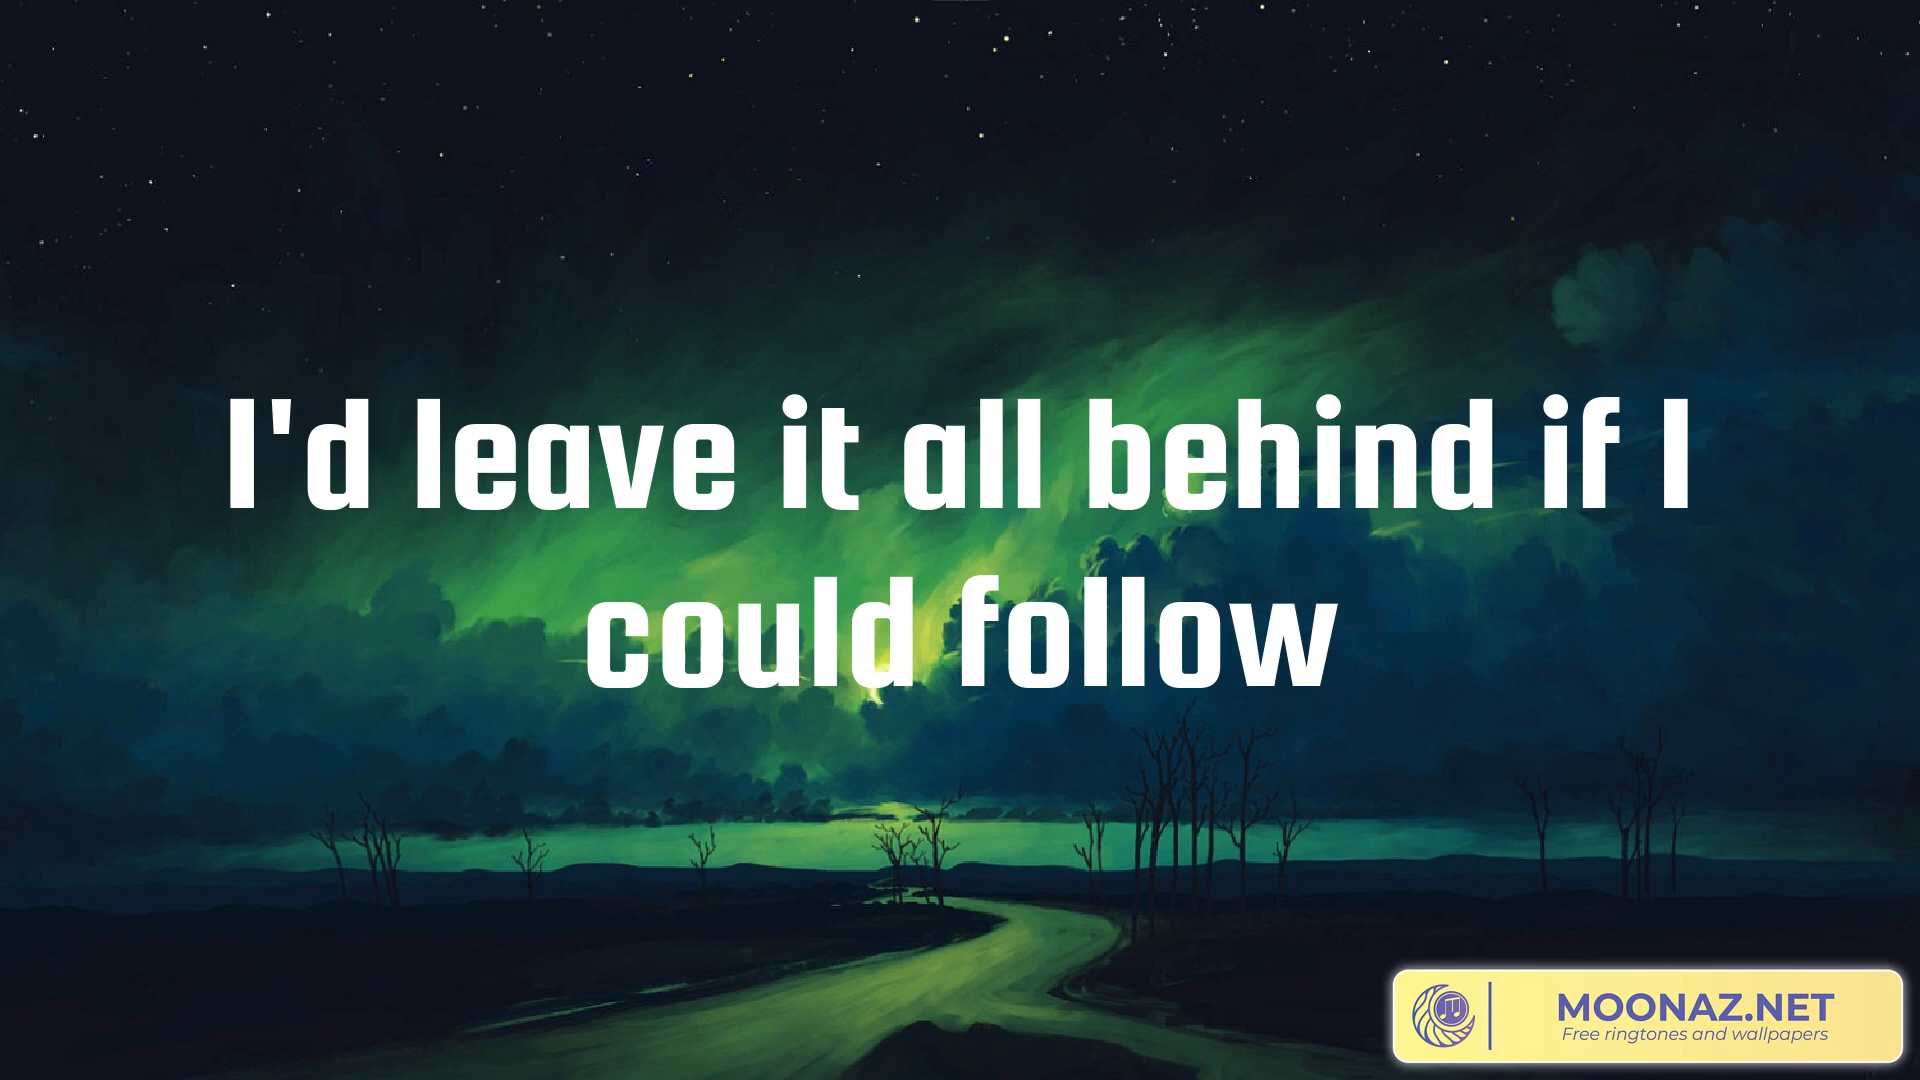 I'd leave it all behind if I
could follow
MOONAZ.NET
Free ringtones and wallpapers